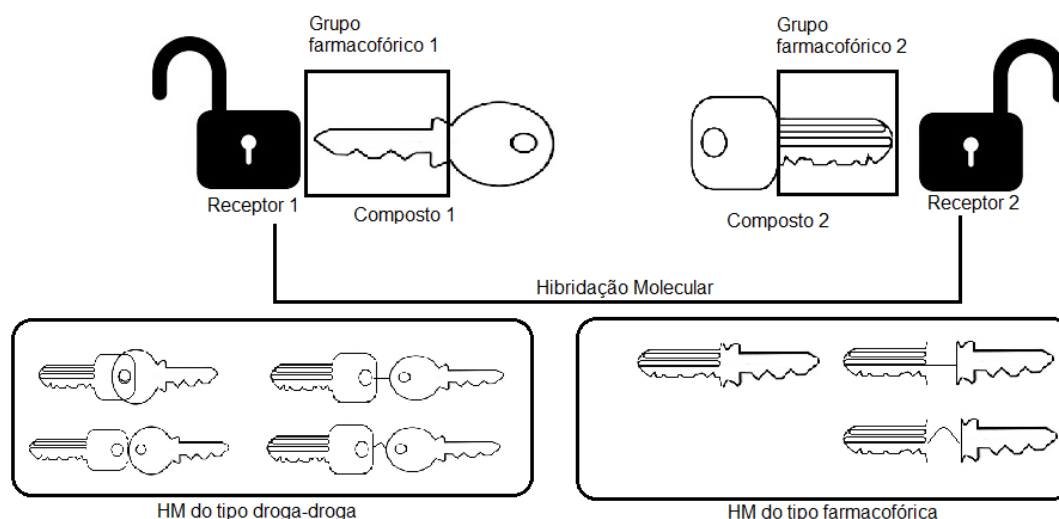 Grupo
farmacofórico 1
Grupo
farmacofórico 2
Receptor 1
Composto 1
Composto 2
Receptor 2
Hibridação Molecular
HM do tipo droga-droga
HM do tipo farmacofórica